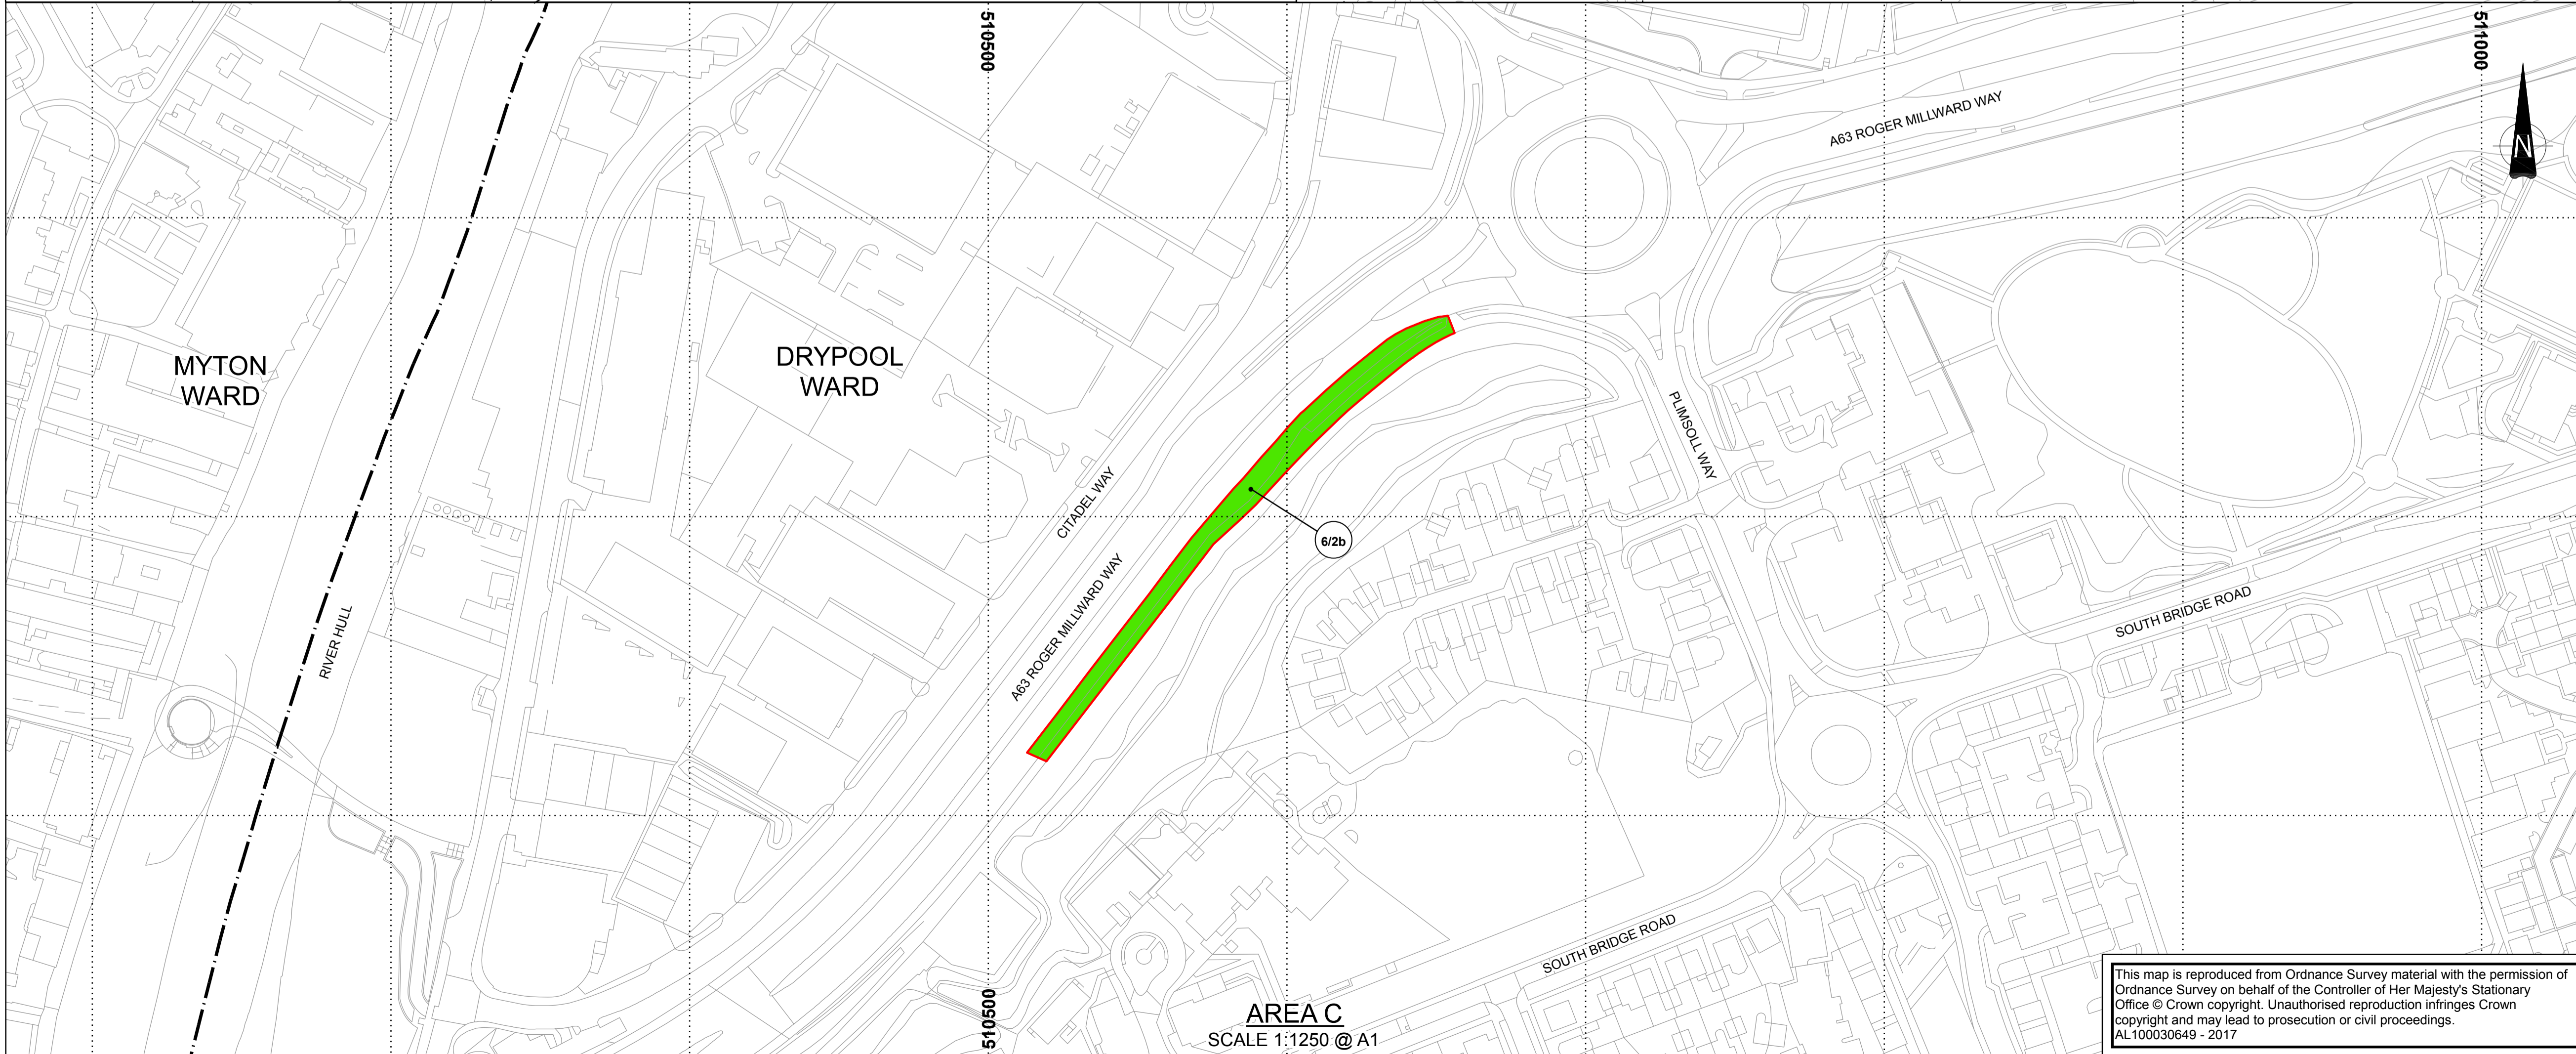 510500
511000
N
A63 ROGER MILLWARD WAY
MYTON
WARD
DRYPOOL
WARD
PLIMSOLL WAY
CITADEL WAY
6/2b
A63 ROGER MILLWARD WAY
RIVER HULL
SOUTH BRIDGE ROAD
SOUTH BRIDGE ROAD
510500
AREA C
SCALE 1:1250 @ A1
This map is reproduced from Ordnance Survey material with the permission of
Ordnance Survey on behalf of the Controller of Her Majesty's Stationary
Office © Crown copyright. Unauthorised reproduction infringes Crown
copyright and may lead to prosecution or civil proceedings.
AL100030649 - 2017